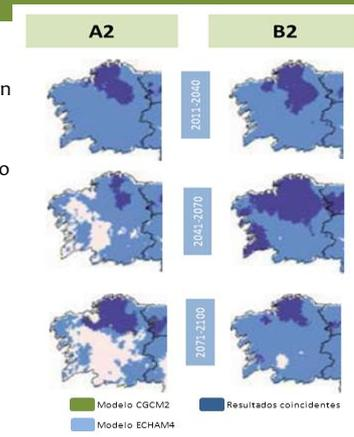 A2 B2
n
2011-2040
o
2041-2070
2071-2100
Modelo CGCM2 Resultados coincidentes
Modelo ECHAM4